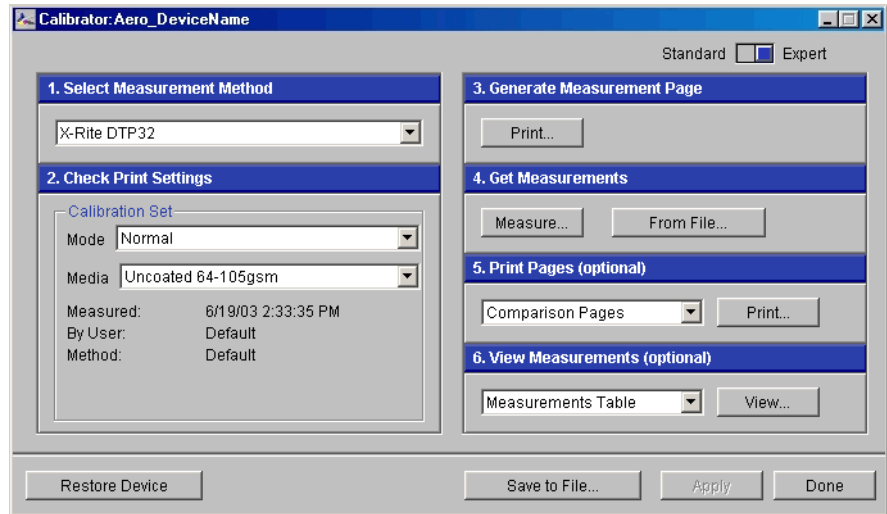 Calibrator: Aero_DeviceName
Standard Expert
1. Select Measurement Method
X-Rite DTP32
2. Check Print Settings
Calibration Set
Mode Normal
Media Uncoated 64-105gsm
Measured: 6/19/03 2:33:35 PM
By User: Default
Method: Default
3. Generate Measurement Page
Print...
4. Get Measurements
Measure... From File...
5. Print Pages (optional)
Comparison Pages Print...
6. View Measurements (optional)
Measurements Table View...
Restore Device Save to File... Apply Done